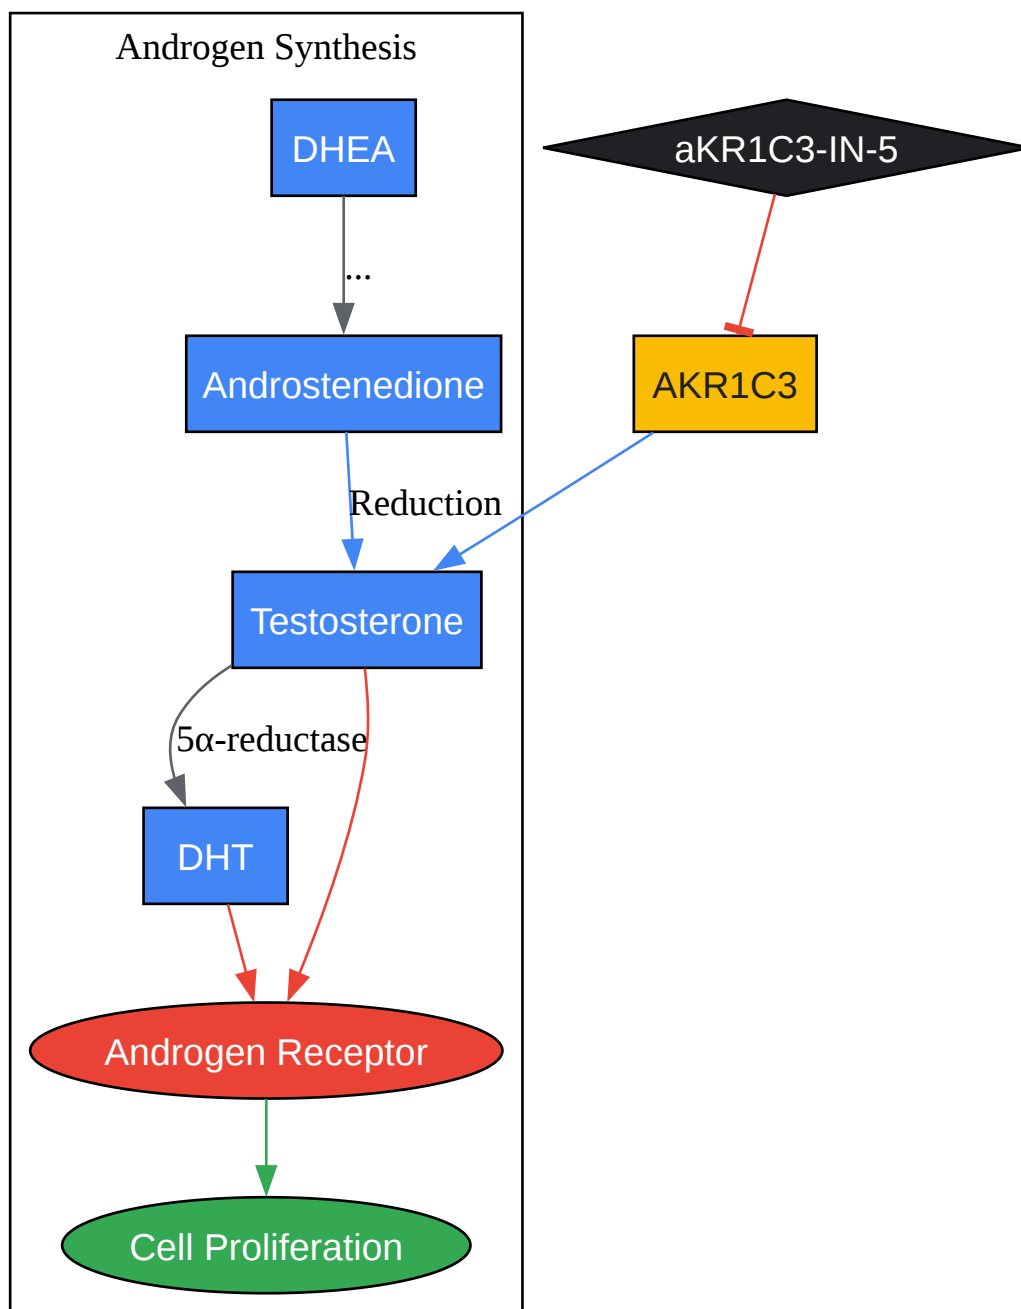 Androgen Synthesis
DHEA
aKR1C3-IN-5
...
Androstenedione
AKR1C3
Reduction
Testosterone
5α-reductase
DHT
Androgen Receptor
Cell Proliferation